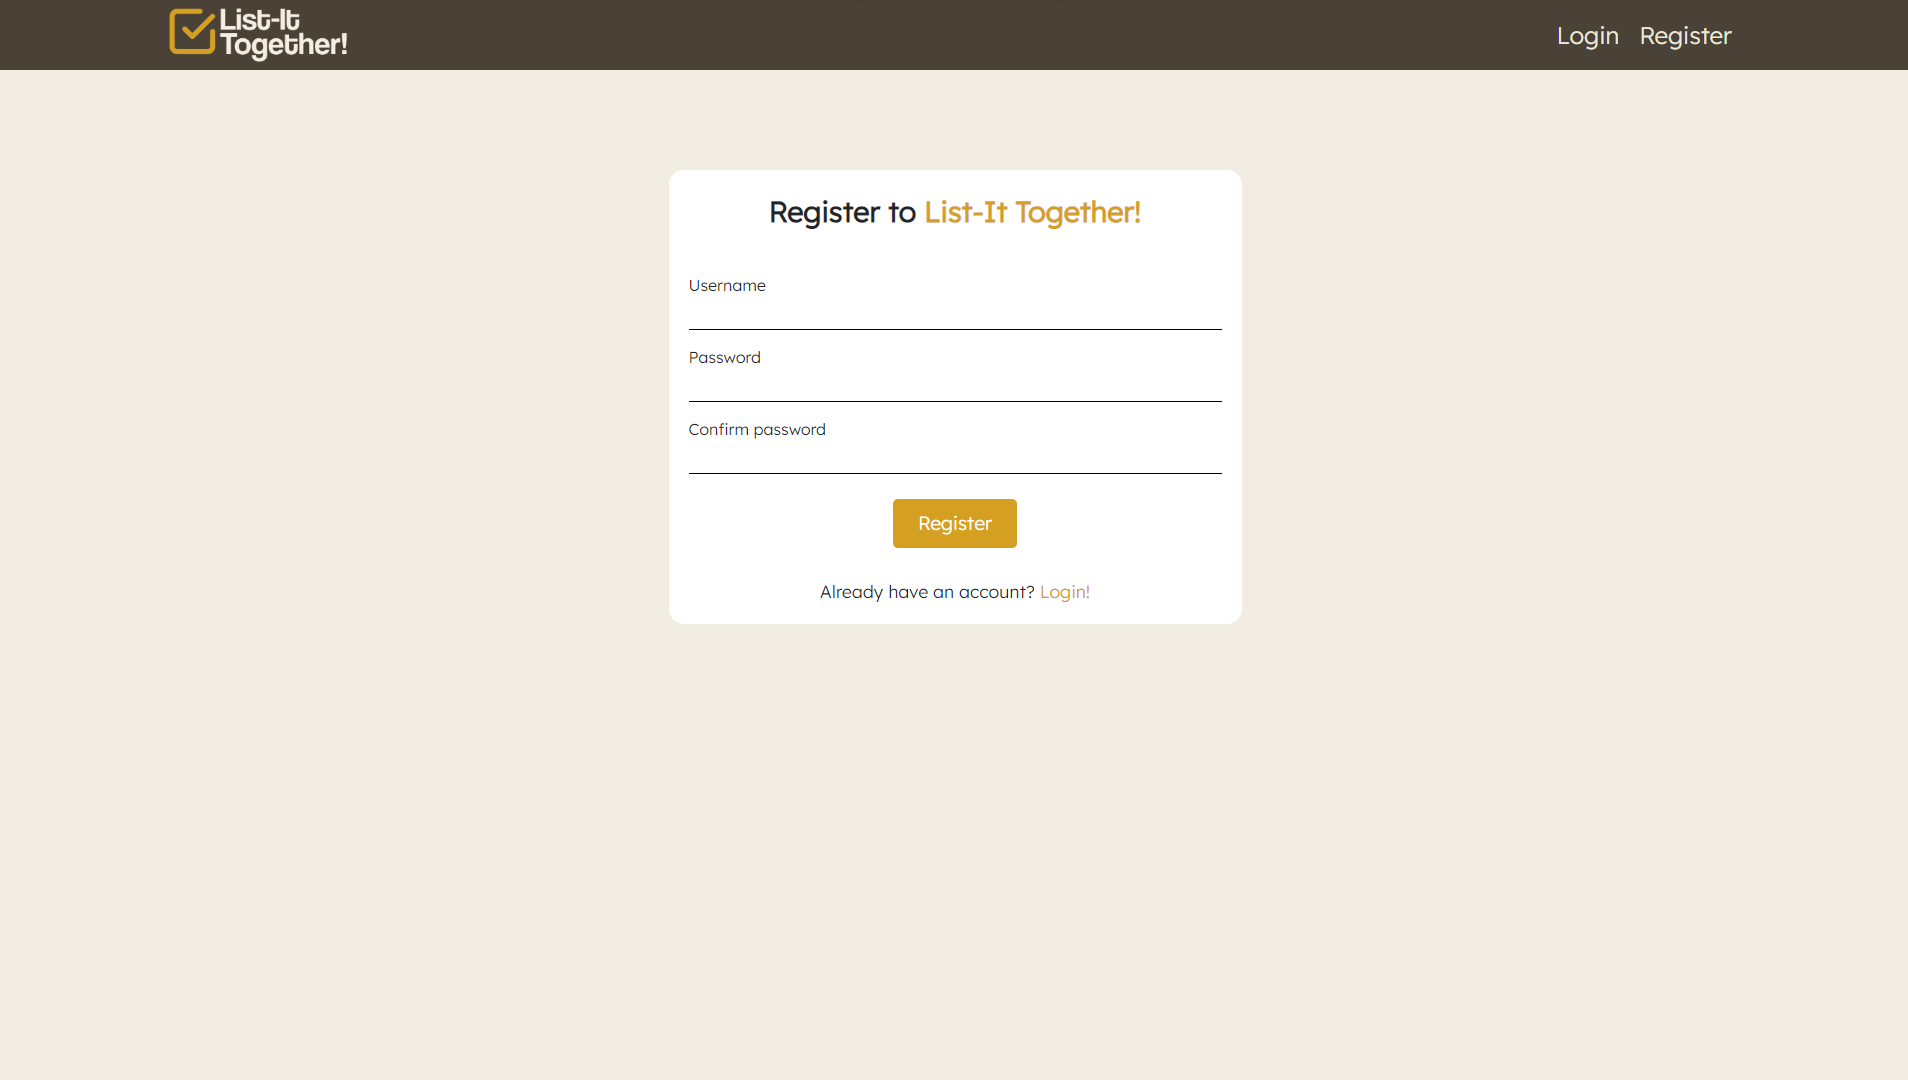 List-It
Together!
Login Register
Register to List-It Together!
Username
Password
Confirm password
Register
Already have an account? Login!